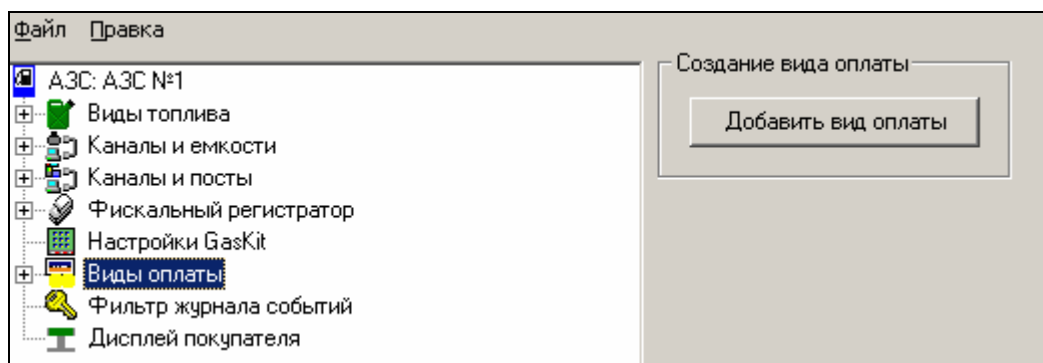 Файл Правка
АЗС: АЗС №1
Виды топлива
Каналы и емкости
Каналы и посты
Фискальный регистратор
Настройки GasKit
Виды оплаты
Фильтр журнала событий
Дисплей покупателя
Создание вида оплаты
Добавить вид оплаты